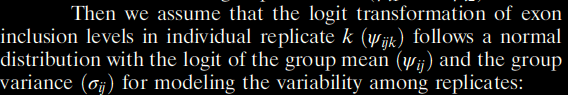 Then we assume that the logit transformation of exon
inclusion levels in individual replicate k (ψijk) follows a normal
distribution with the logit of the group mean (ψij) and the group
variance (σij) for modeling the variability among replicates: